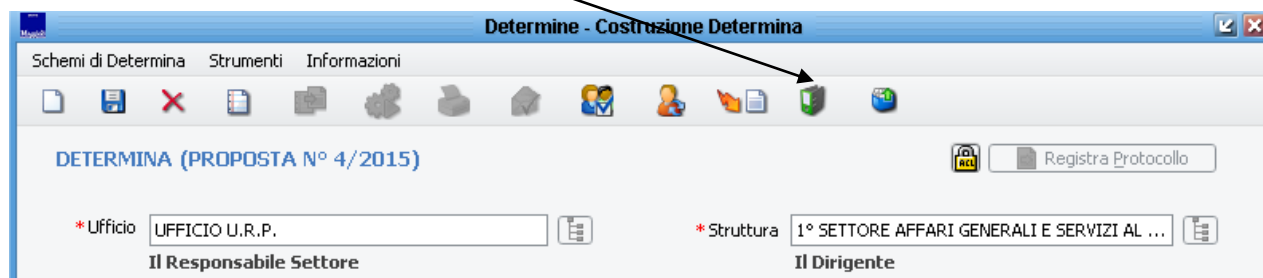 Determine - Costruzione Determina
Schemi di Determina Strumenti Informazioni
DETERMINA (PROPOSTA N° 4/2015)
ACL
Registra Protocollo
*Ufficio UFFICIO U.R.P. *Struttura 1° SETTORE AFFARI GENERALI E SERVIZI AL ...
Il Responsabile Settore Il Dirigente